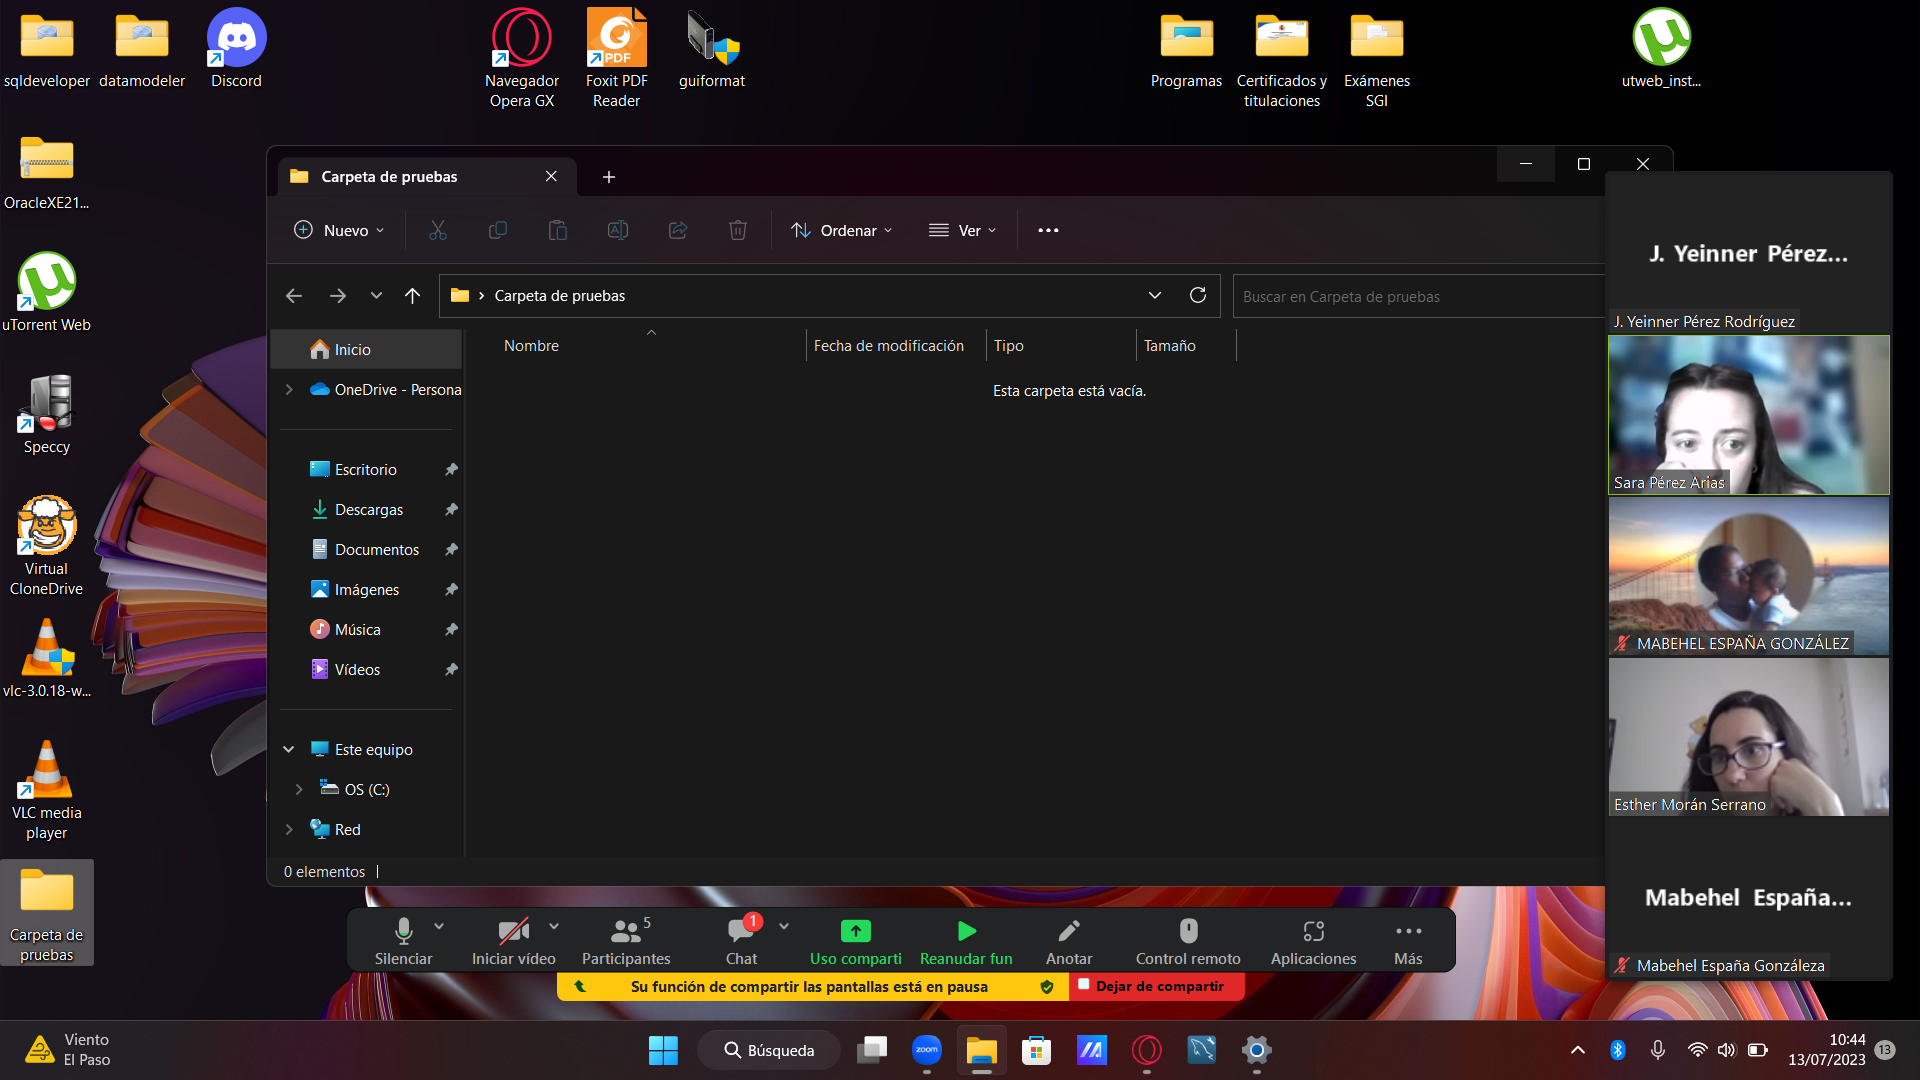 sqldeveloper
datamodeler
Discord
Navegador
Opera GX
PDF
Foxit PDF
Reader
guiformat
Programas
Certificados y
titulaciones
Exámenes
SGI
utweb_inst...
OracleXE21...
uTorrent Web
Speccy
Virtual
CloneDrive
vlc-3.0.18-w...
VLC media
player
Carpeta de
pruebas
Carpeta de pruebas
Nuevo
Ordenar
Ver
Carpeta de pruebas
Buscar en Carpeta de pruebas
Inicio
OneDrive - Persona
Escritorio
Descargas
Documentos
Imágenes
Música
Vídeos
Este equipo
OS (C:)
Red
Nombre
Fecha de modificación
Tipo
Tamaño
Esta carpeta está vacía.
0 elementos
J. Yeinner Pérez...
J. Yeinner Pérez Rodríguez
Sara Pérez Arias
MABEHEL ESPAÑA GONZÁLEZ
Esther Morán Serrano
Mabehel España...
Mabehel España Gonzáleza
Silenciar
Iniciar vídeo
5
Participantes
1
Chat
Uso comparti
Reanudar fun
Anotar
Control remoto
Aplicaciones
Más
Su función de compartir las pantallas está en pausa
Dejar de compartir
Viento
El Paso
Búsqueda
zoom
10:44
13/07/2023
13